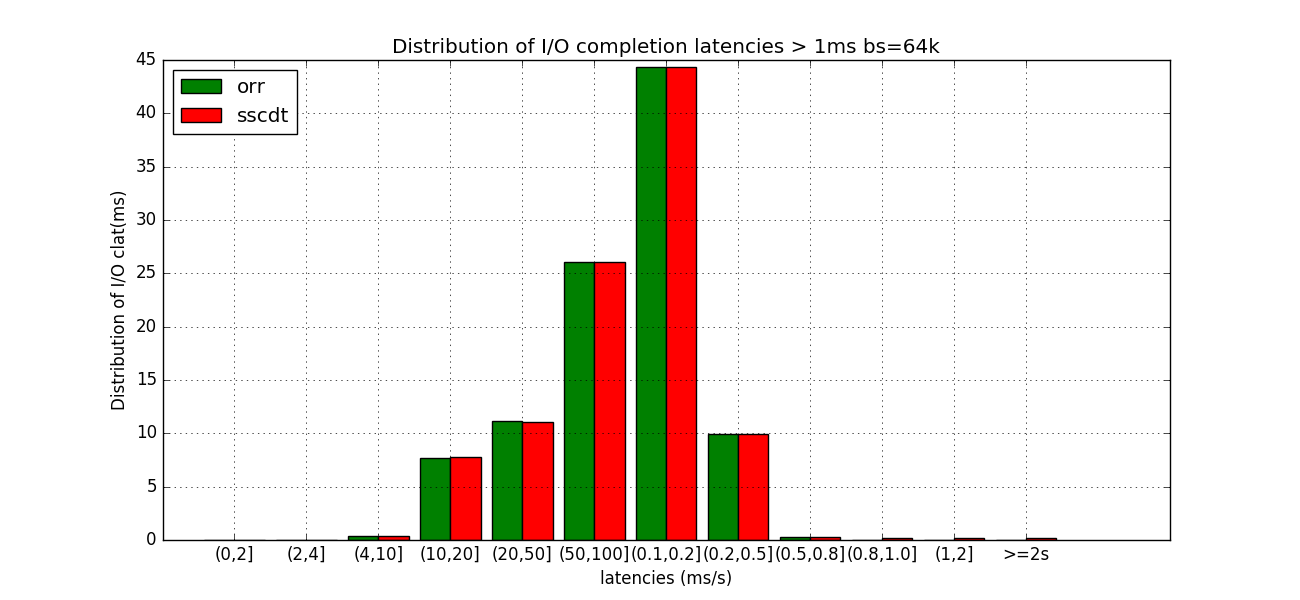 Distribution of I/O completion latencies > 1ms bs=64k
orr
sscdt
Distribution of I/O clat(ms)
45
40
35
30
25
20
15
10
5
0
(0,2] (2,4] (4,10] (10,20] (20,50] (50,100] (0.1,0.2] (0.2,0.5] (0.5,0.8] (0.8,1.0] (1,2] >=2s
latencies (ms/s)